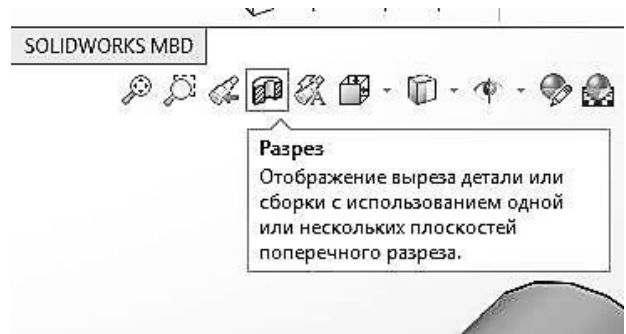 SOLIDWORKS MBD
Разрез
Отображение выреза детали или
сборки с использованием одной
или нескольких плоскостей
поперечного разреза.